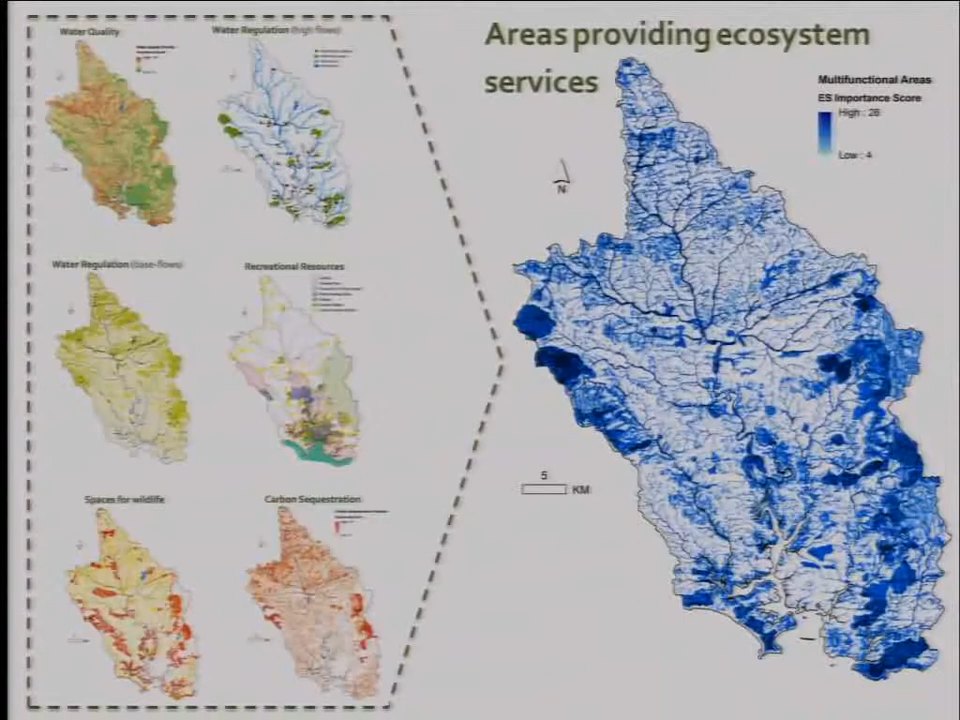 Areas providing ecosystem
services
Water Quality
Water Regulation (high flows)
Water Regulation (base-flows)
Recreational Resources
Spaces for wildlife
Carbon Sequestration
Multifunctional Areas
ES Importance Score
High : 26
Low : 4
N
5
KM